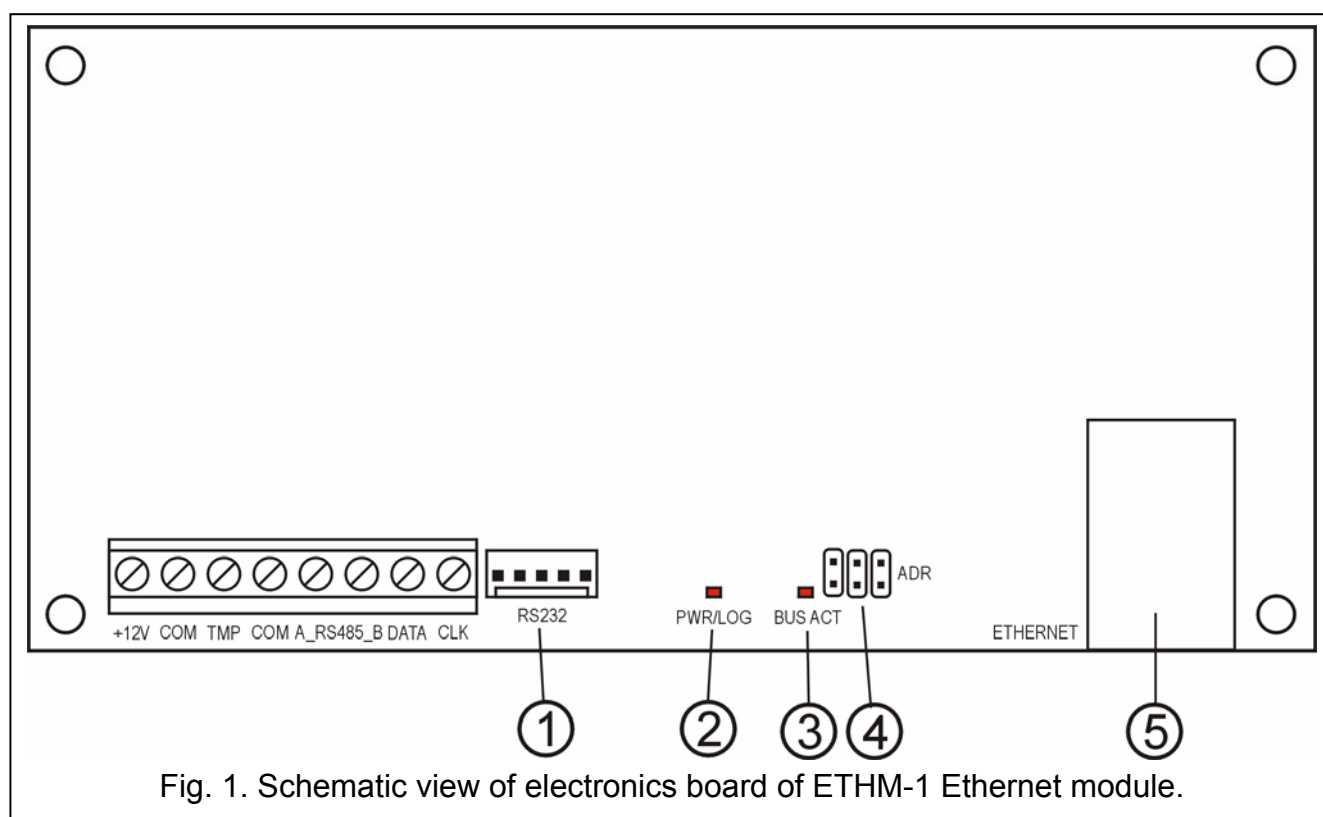 ADR
RS232
PWR/LOG
BUS ACT
ETHERNET
+12V COM TMP COM A_RS485_B DATA CLK
1
2
3
4
5
Fig. 1. Schematic view of electronics board of ETHM-1 Ethernet module.